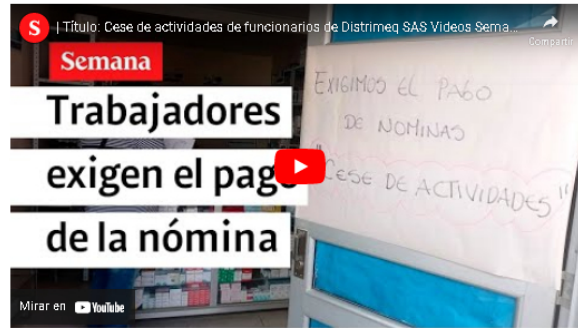 S | Título: Cese de actividades de funcionarios de Distrimeq SAS Videos Sema...
Compartir
Semana
Trabajadores
exigen el pago
de la nómina
EXIGIMOS EL PAGO
DE NOMINAS
"CESE DE ACTIVIDADES"
Mirar en YouTube